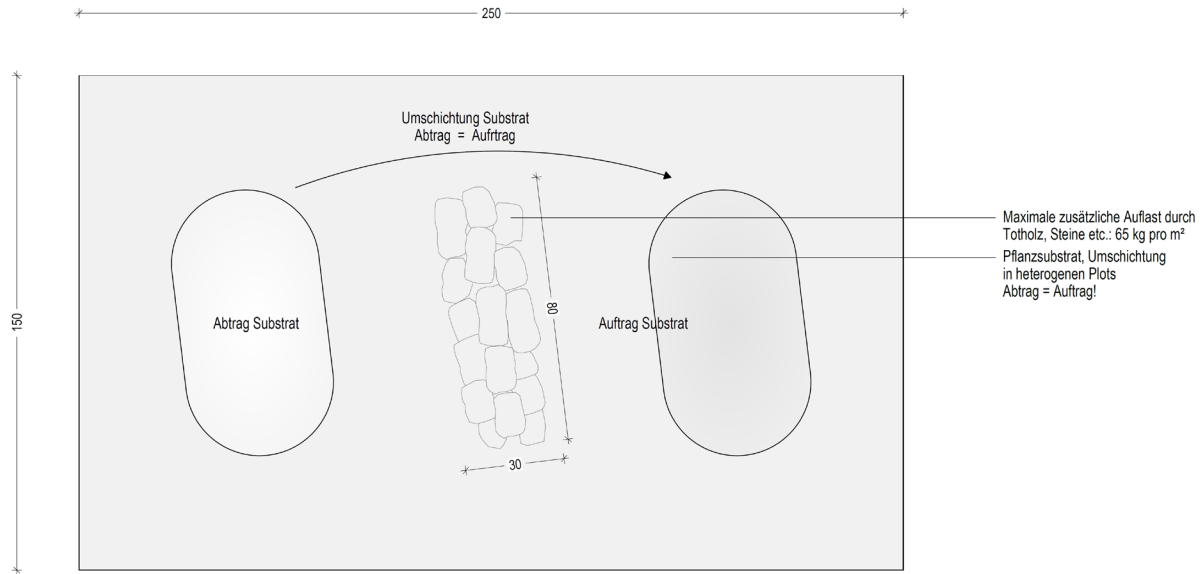 250
150
Umschichtung Substrat
Abtrag = Aufrtrag
Abtrag Substrat
80
30
Auftrag Substrat
Maximale zusätzliche Auflast durch
Totholz, Steine etc.: 65 kg pro m²
Pflanzsubstrat, Umschichtung
in heterogenen Plots
Abtrag = Auftrag!